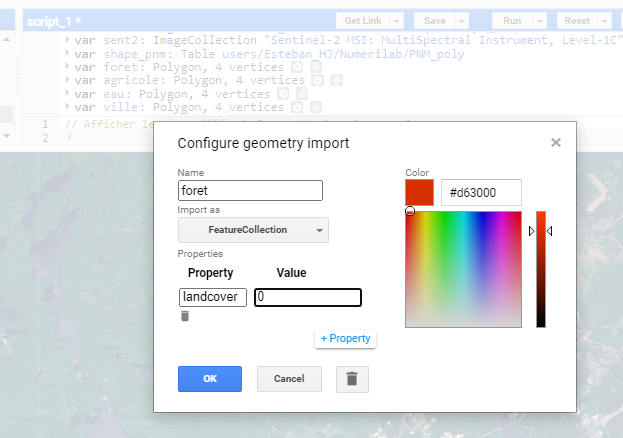 script_1 *
Get Link
Save
Run
Reset
var sent2: ImageCollection "Sentinel-2 MSI: MultiSpectral Instrument, Level-1C"
var shape_pnm: Table users/Esteban_HJ/Numerilab/PNM_poly
var foret: Polygon, 4 vertices
var agricole: Polygon, 4 vertices
var eau: Polygon, 4 vertices
var ville: Polygon, 4 vertices
1 // Afficher
2
Configure geometry import
Name
foret
Import as
FeatureCollection
Properties
Property Value
landcover 0
+ Property
OK
Cancel
Color
#d63000